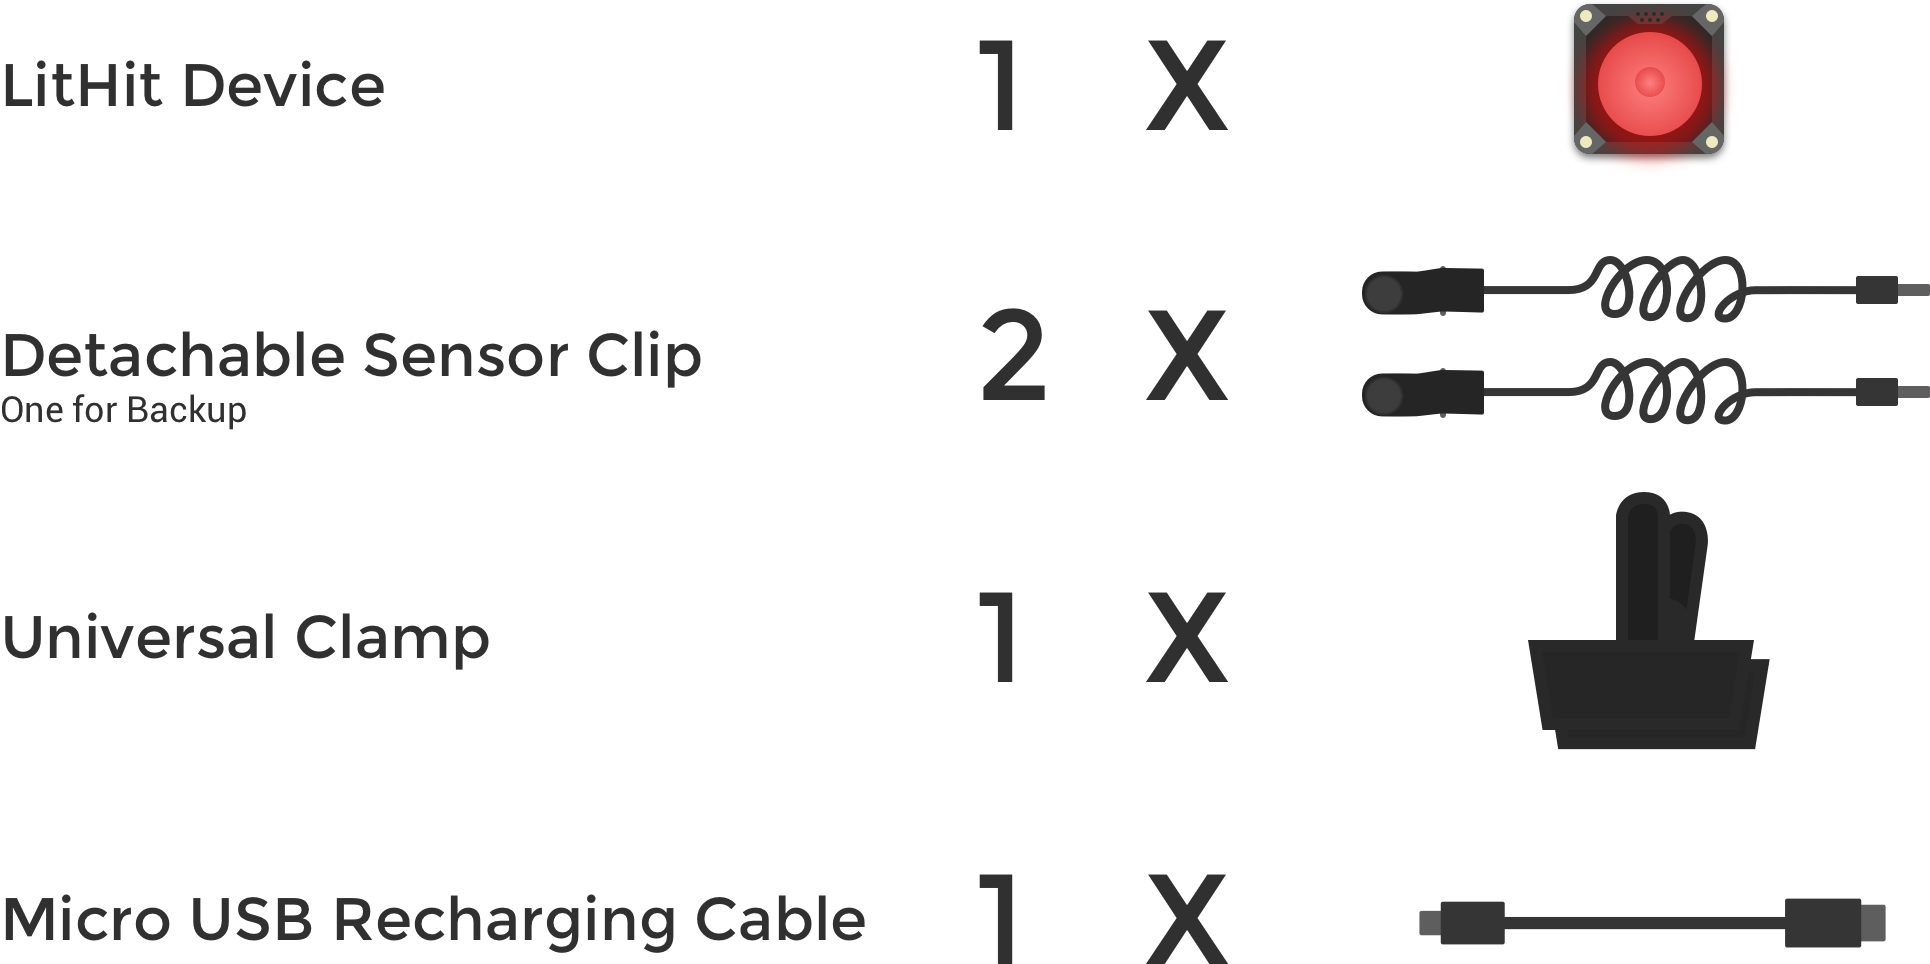 LitHit Device 1 X
Detachable Sensor Clip 2 X
One for Backup
Universal Clamp 1 X
Micro USB Recharging Cable 1 X